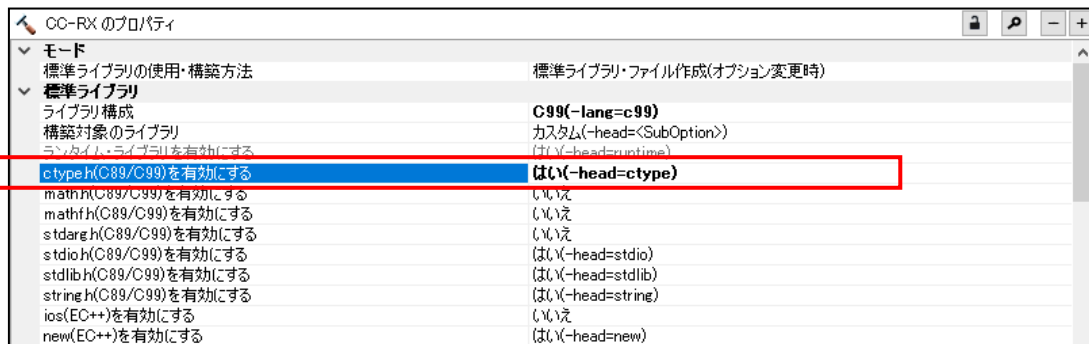 CC-RX のプロパティ
モード
標準ライブラリの使用・構築方法 標準ライブラリ・ファイル作成(オプション変更時)
標準ライブラリ
ライブラリ構成 C99(-lang=c99)
構築対象のライブラリ カスタム(-head=<SubOption>)
ランタイム・ライブラリを有効にする はい(-head=runtime)
ctype.h(C89/C99)を有効にする はい(-head=ctype)
math.h(C89/C99)を有効にする いいえ
mathf.h(C89/C99)を有効にする いいえ
stdarg.h(C89/C99)を有効にする いいえ
stdio.h(C89/C99)を有効にする はい(-head=stdio)
stdlib.h(C89/C99)を有効にする はい(-head=stdlib)
string.h(C89/C99)を有効にする はい(-head=string)
ios(EC++)を有効にする いいえ
new(EC++)を有効にする はい(-head=new)